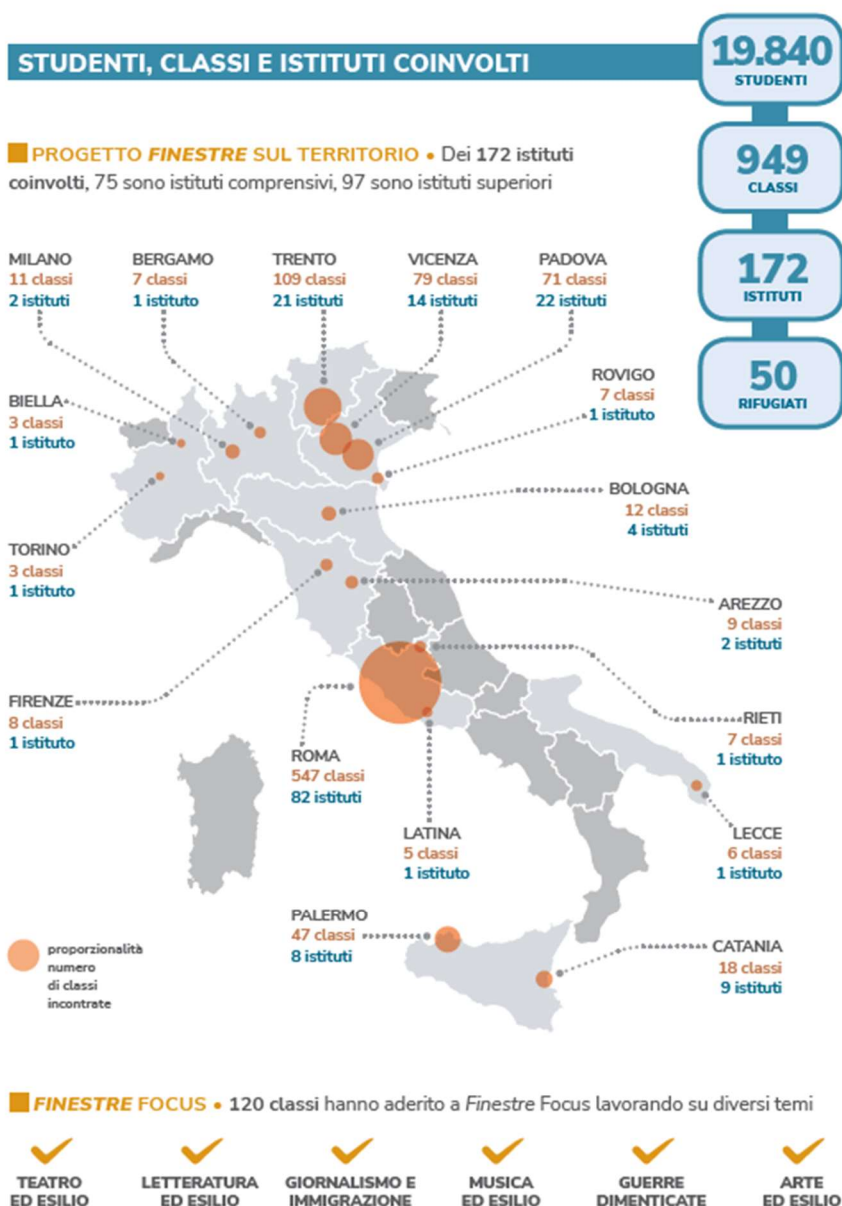 STUDENTI, CLASSI E ISTITUTI COINVOLTI
19.840
STUDENTI
949
CLASSI
172
ISTITUTI
50
RIFUGIATI
PROGETTO FINESTRE SUL TERRITORIO • Dei 172 istituti
coinvolti, 75 sono istituti comprensivi, 97 sono istituti superiori
MILANO
11 classi
2 istituti
BERGAMO
7 classi
1 istituto
TRENTO
109 classi
21 istituti
VICENZA
79 classi
14 istituti
PADOVA
71 classi
22 istituti
ROVIGO
7 classi
1 istituto
BIELLA
3 classi
1 istituto
BOLOGNA
12 classi
4 istituti
TORINO
3 classi
1 istituto
AREZZO
9 classi
2 istituti
FIRENZE
8 classi
1 istituto
RIETI
7 classi
1 istituto
ROMA
547 classi
82 istituti
LATINA
5 classi
1 istituto
LECCE
6 classi
1 istituto
PALERMO
47 classi
8 istituti
CATANIA
18 classi
9 istituti
proporzionalità
numero
di classi
incontrate
FINESTRE FOCUS • 120 classi hanno aderito a Finestre Focus lavorando su diversi temi
TEATRO
ED ESILIO
LETTERATURA
ED ESILIO
GIORNALISMO E
IMMIGRAZIONE
MUSICA
ED ESILIO
GUERRE
DIMENTICATE
ARTE
ED ESILIO